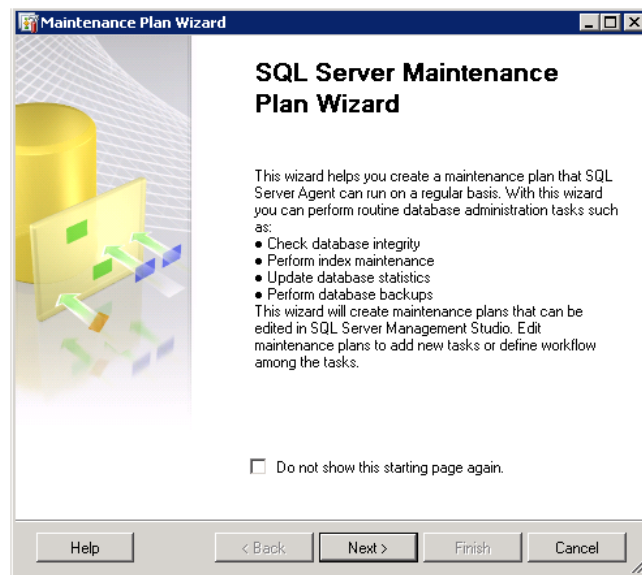 Maintenance Plan Wizard
SQL Server Maintenance
Plan Wizard
This wizard helps you create a maintenance plan that SQL
Server Agent can run on a regular basis. With this wizard
you can perform routine database administration tasks such
as:
● Check database integrity
● Perform index maintenance
● Update database statistics
● Perform database backups
This wizard will create maintenance plans that can be
edited in SQL Server Management Studio. Edit
maintenance plans to add new tasks or define workflow
among the tasks.
Do not show this starting page again.
Help < Back Next > Finish Cancel